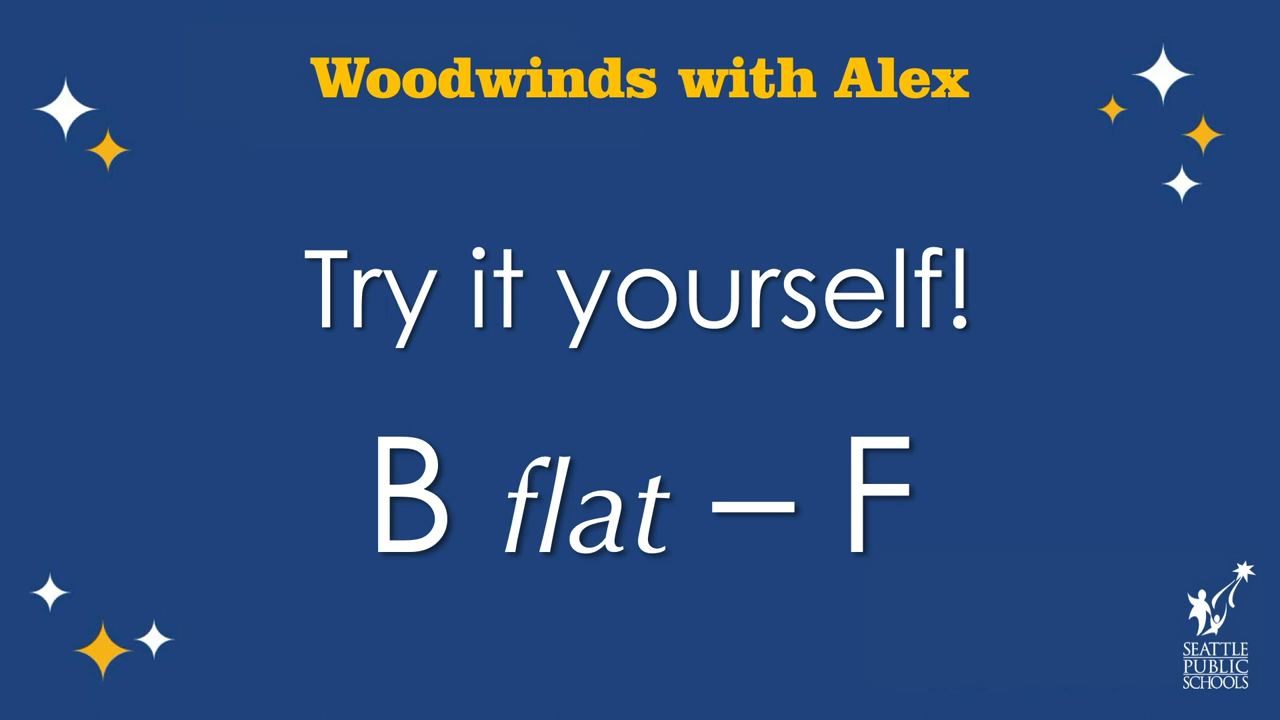 Woodwinds with Alex
Try it yourself!
B flat – F
SEATTLE
PUBLIC
SCHOOLS